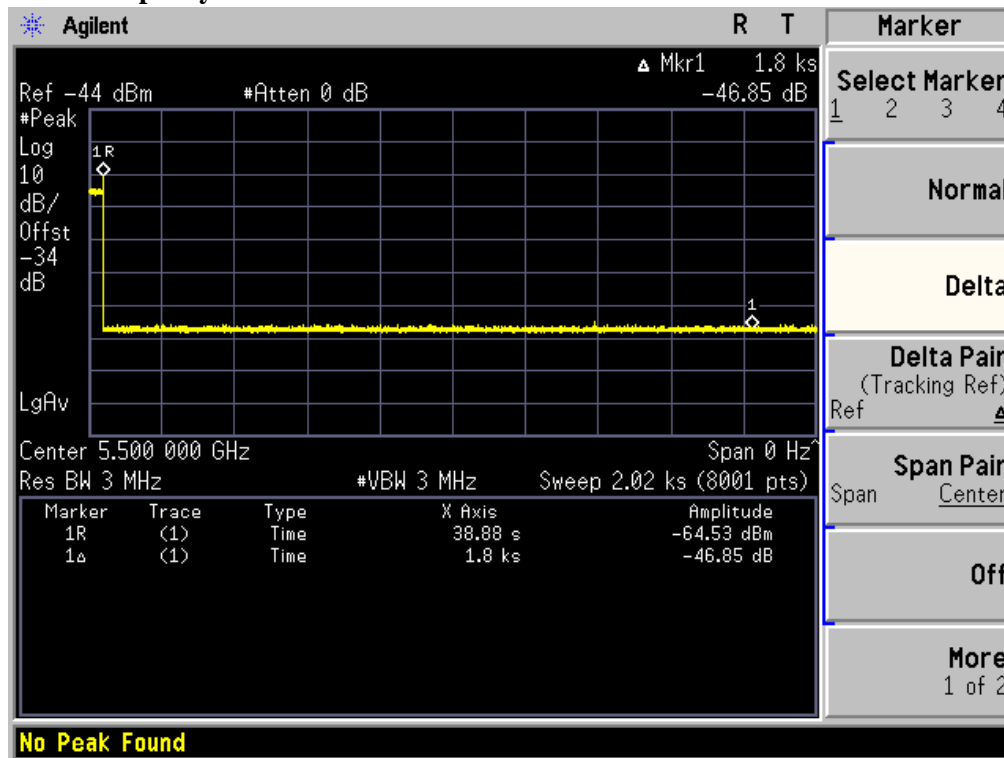 Agilent R T Marker
Δ Mkr1 1.8 ks
Ref -44 dBm #Atten 0 dB -46.85 dB
#Peak
Log
10
dB/
Offst
-34
dB
LgAv
1R
1
Center 5.500 000 GHz Span 0 Hz^
Res BW 3 MHz #VBW 3 MHz Sweep 2.02 ks (8001 pts)
Marker Trace Type X Axis Amplitude
1R (1) Time 38.88 s -64.53 dBm
1Δ (1) Time 1.8 ks -46.85 dB
No Peak Found
Select Marker
1 2 3 4
Normal
Delta
Delta Pair
(Tracking Ref)
Ref Δ
Span Pair
Span Center
Off
More
1 of 2